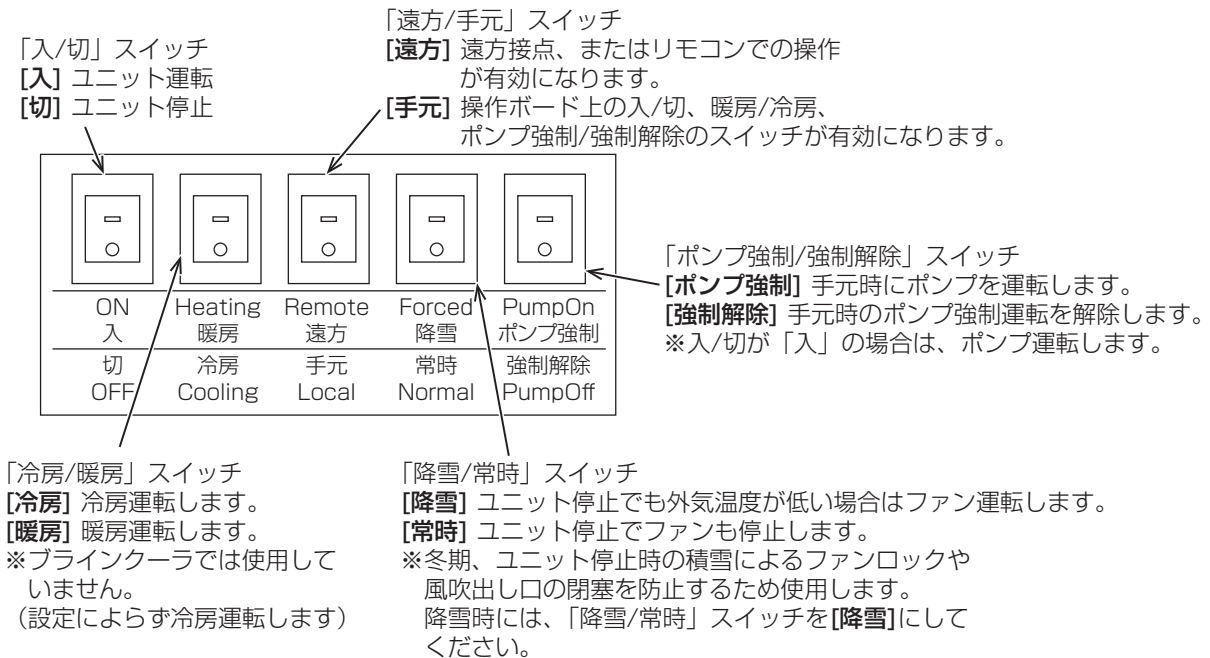 「入/切」スイッチ
[入] ユニット運転
[切] ユニット停止
「遠方/手元」スイッチ
[遠方] 遠方接点、またはリモコンでの操作
が有効になります。
[手元] 操作ボード上の入/切、暖房/冷房、
ポンプ強制/強制解除のスイッチが有効になります。
ON Heating Remote Forced PumpOn
入 暖房 遠方 降雪 ポンプ強制
切 冷房 手元 常時 強制解除
OFF Cooling Local Normal PumpOff
「ポンプ強制/強制解除」スイッチ
[ポンプ強制] 手元時にポンプを運転します。
[強制解除] 手元時のポンプ強制運転を解除します。
※入/切が「入」の場合は、ポンプ運転します。
「冷房/暖房」スイッチ
[冷房] 冷房運転します。
[暖房] 暖房運転します。
※ブラインクーラでは使用して
いません。
(設定によらず冷房運転します)
「降雪/常時」スイッチ
[降雪] ユニット停止でも外気温度が低い場合はファン運転します。
[常時] ユニット停止でファンも停止します。
※冬期、ユニット停止時の積雪によるファンロックや
風吹出し口の閉塞を防止するため使用します。
降雪時には、「降雪/常時」スイッチを[降雪]にして
ください。